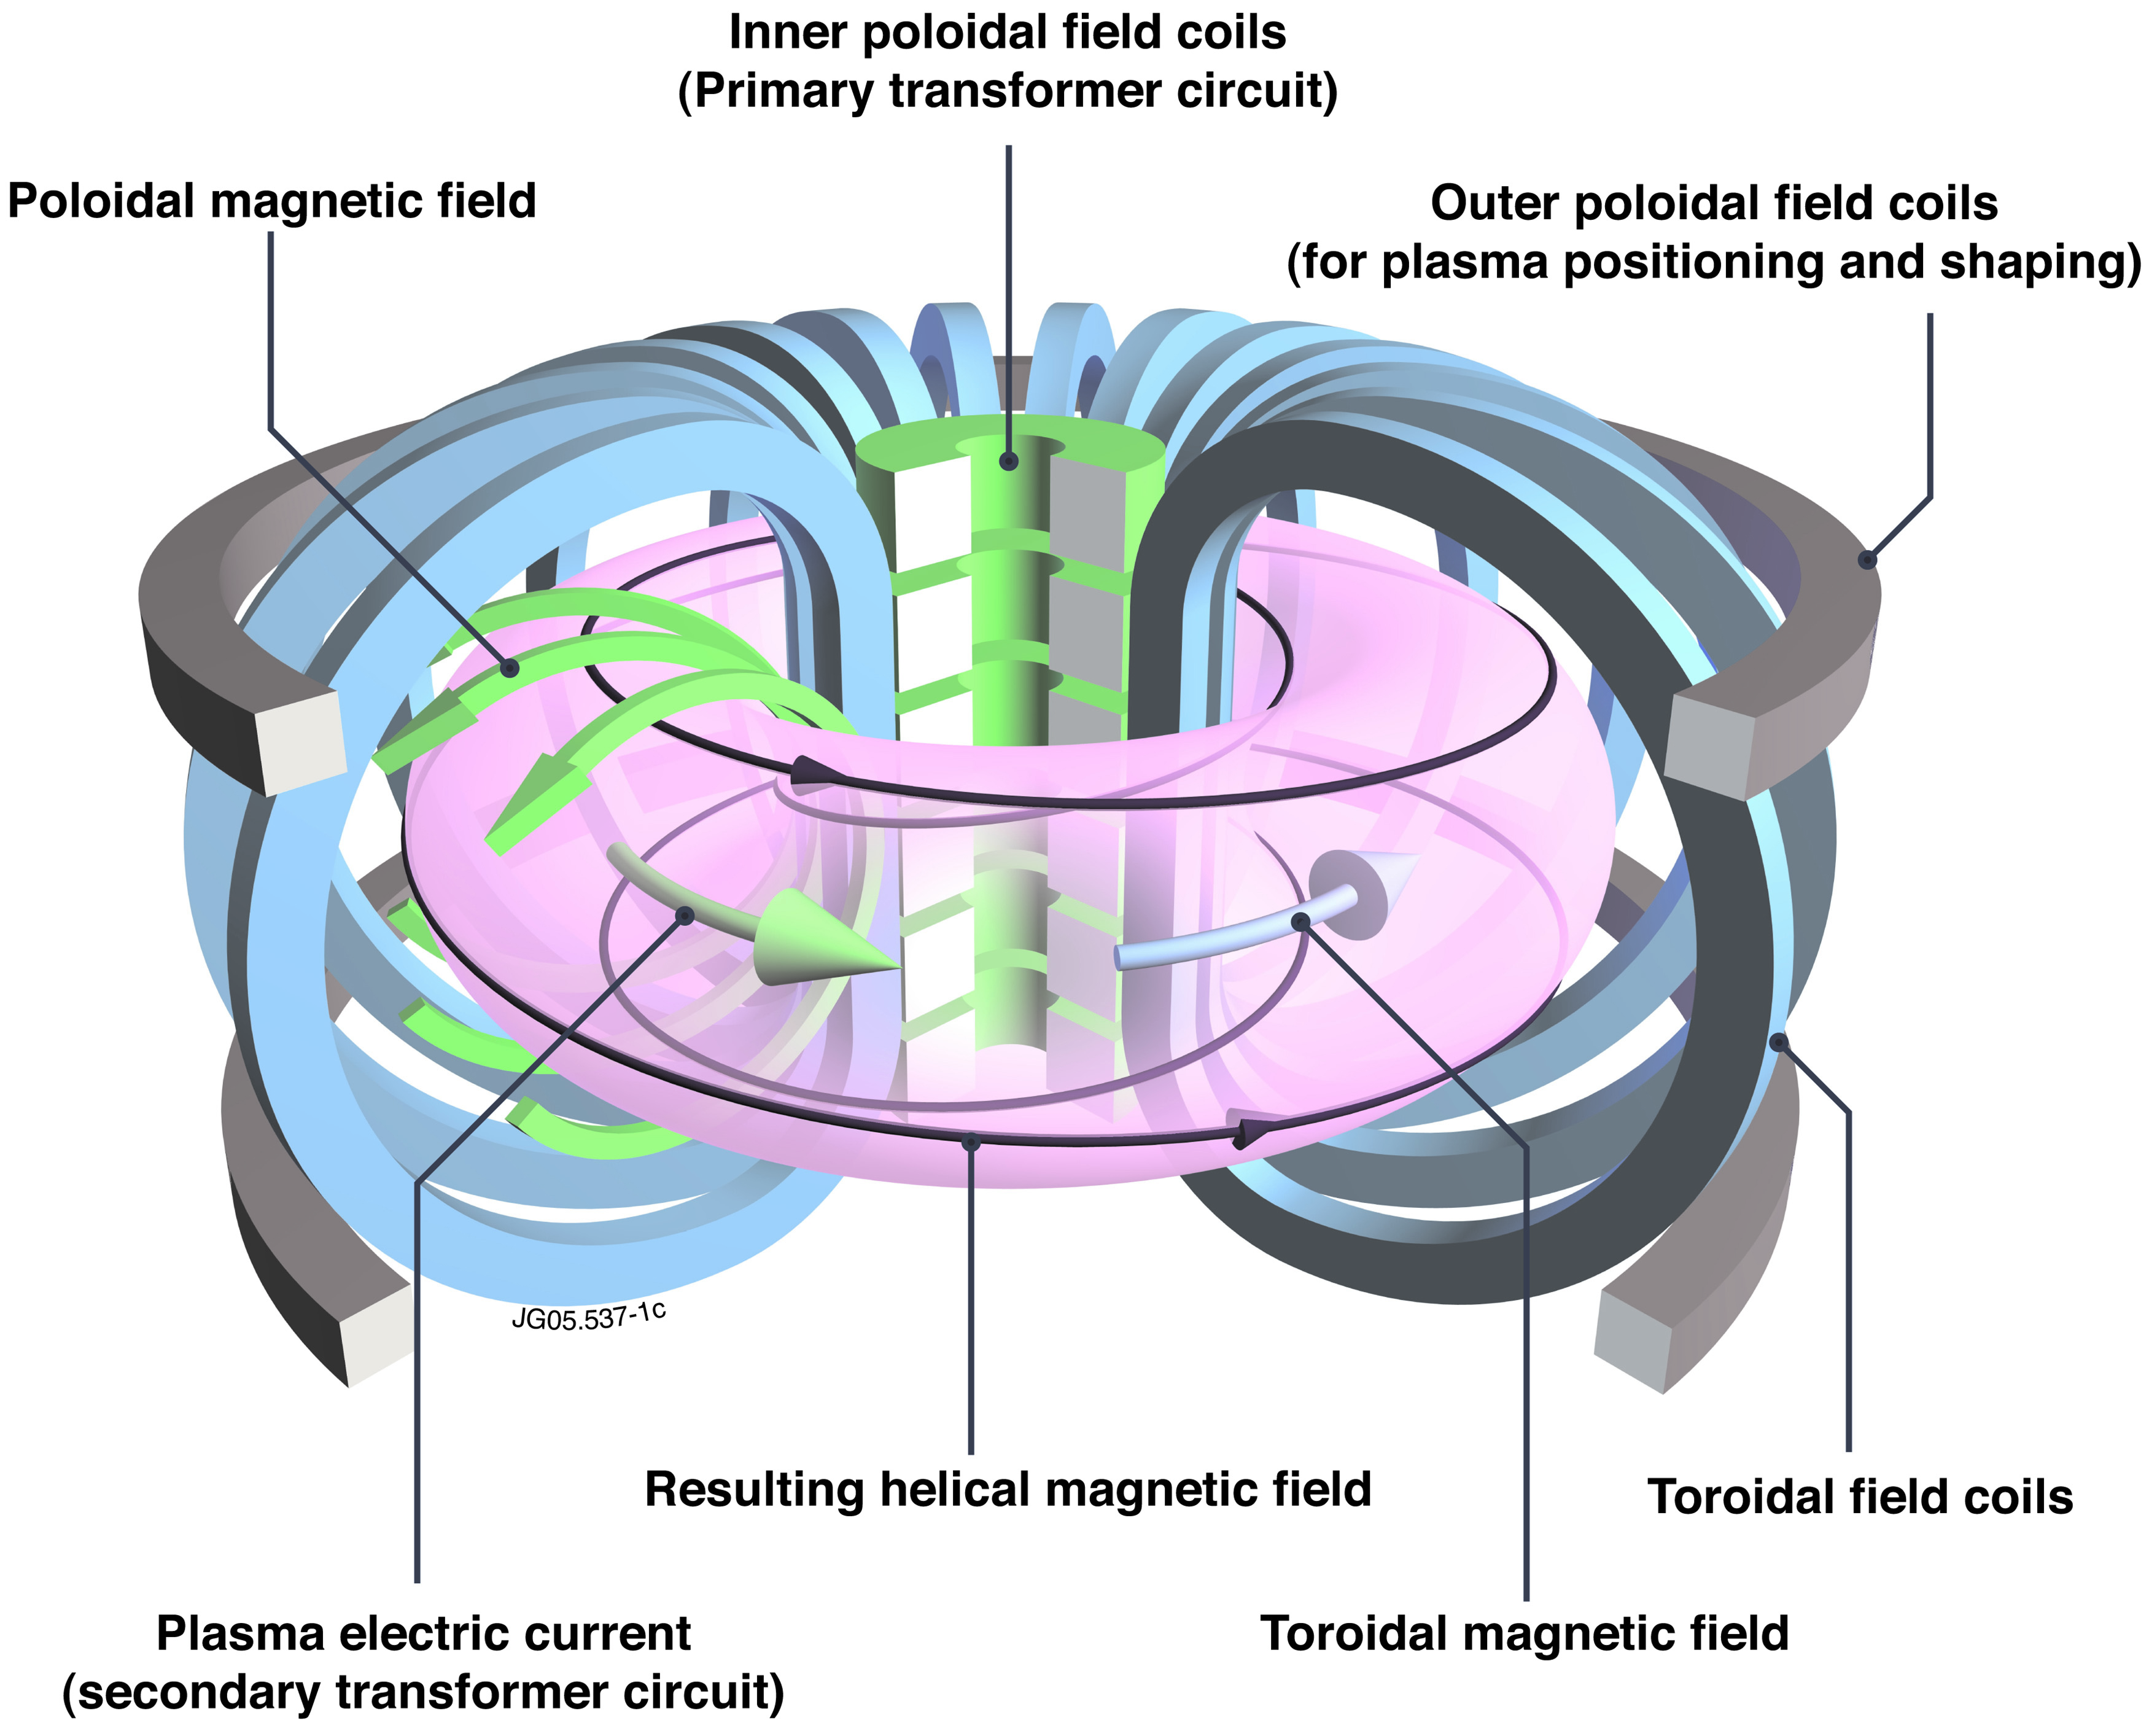 Inner poloidal field coils
(Primary transformer circuit)
Poloidal magnetic field
Outer poloidal field coils
(for plasma positioning and shaping)
JG05.537-1c
Resulting helical magnetic field
Toroidal field coils
Plasma electric current
(secondary transformer circuit)
Toroidal magnetic field